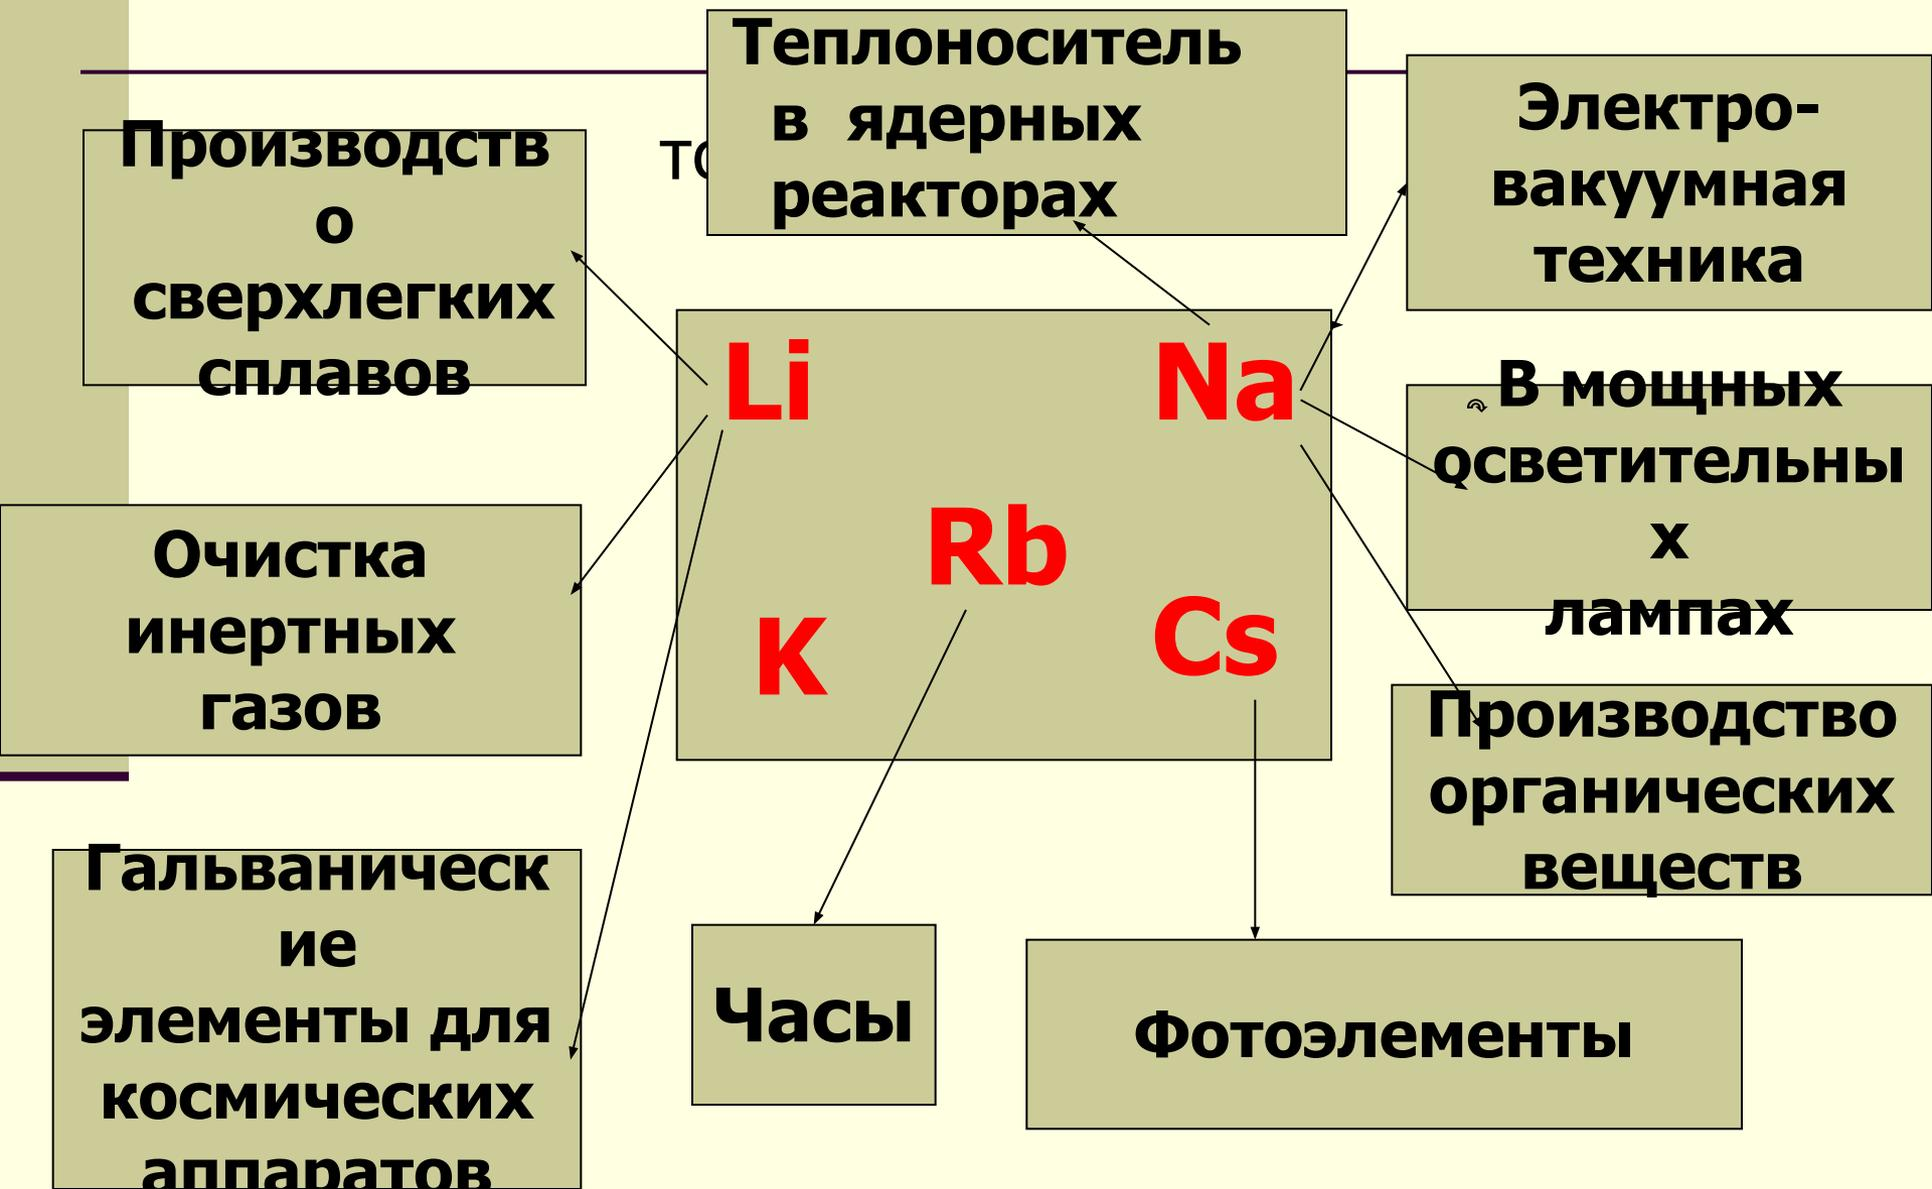 Теплоноситель
в ядерных
реакторах
Электро-
вакуумная
техника
Производств
о
сверхлегких
сплавов
Li
Na
В мощных
осветительны
х
лампах
Очистка
инертных
газов
Rb
K
Cs
Производство
органических
веществ
Гальваническ
ие
элементы для
космических
аппаратов
Часы
Фотоэлементы